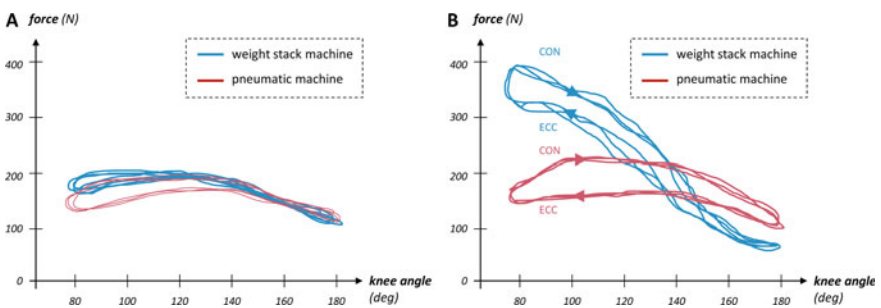 A force (N)
weight stack machine
pneumatic machine
400
300
200
100
0
80 100 120 140 160 180
knee angle
(deg)
B force (N)
CON
weight stack machine
pneumatic machine
400
300
ECC
CON
200
ECC
100
0
80 100 120 140 160 180
knee angle
(deg)